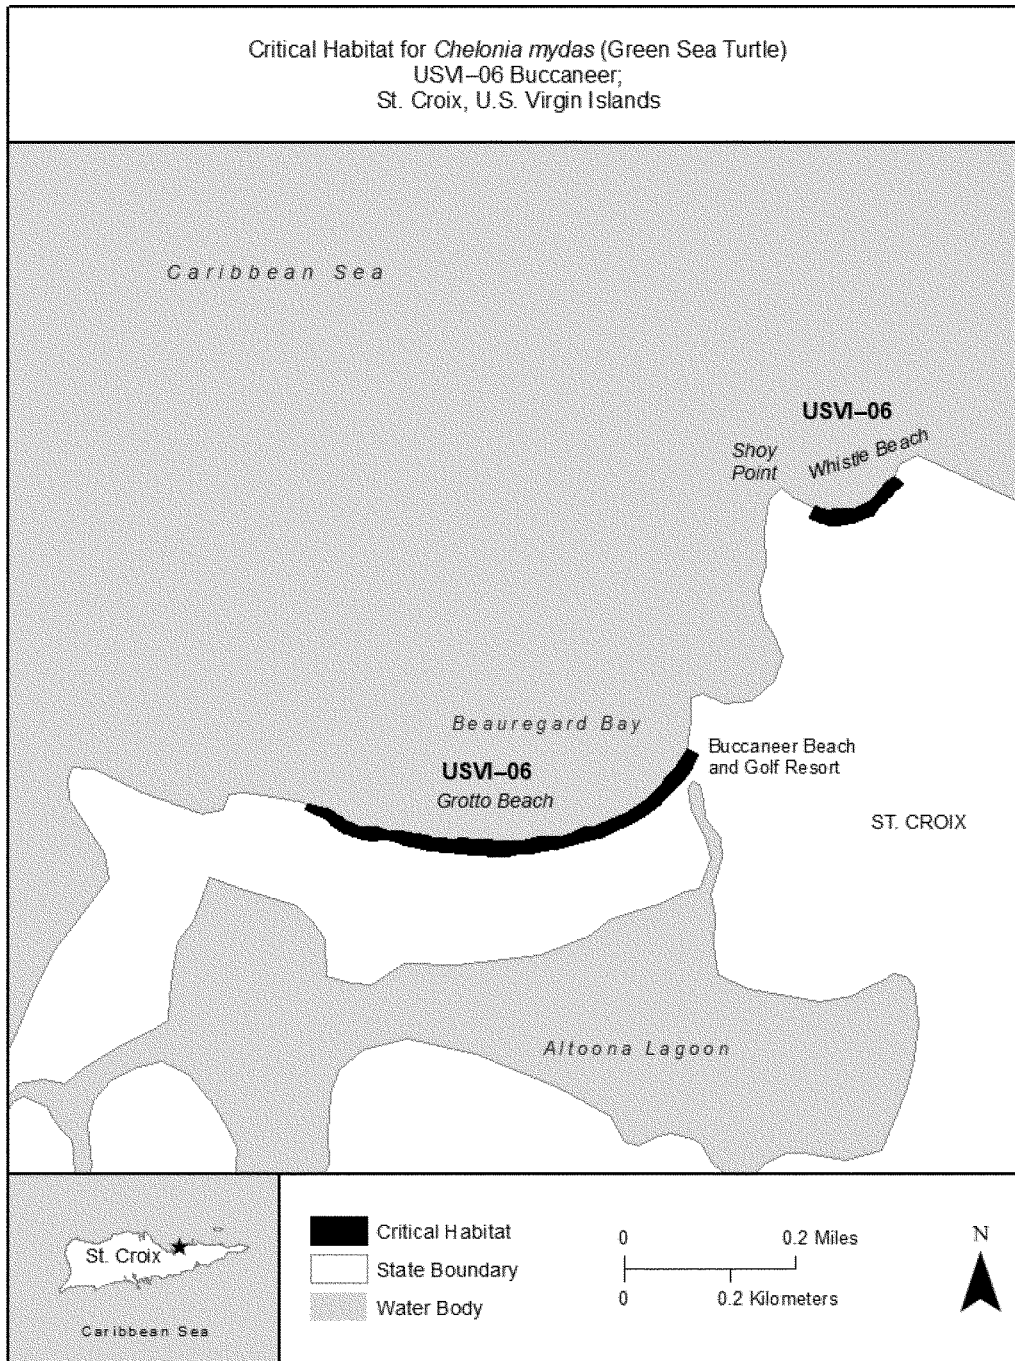 Critical Habitat for Chelonia mydas (Green Sea Turtle)
USVI–06 Buccaneer;
St. Croix, U.S. Virgin Islands
Caribbean Sea
USVI–06
Shoy
Point
Whistle Beach
Beauregard Bay
USVI–06
Grotto Beach
Buccaneer Beach
and Golf Resort
ST. CROIX
Altoona Lagoon
St. Croix
Caribbean Sea
Critical Habitat
State Boundary
Water Body
0 0.2 Miles
0 0.2 Kilometers
N